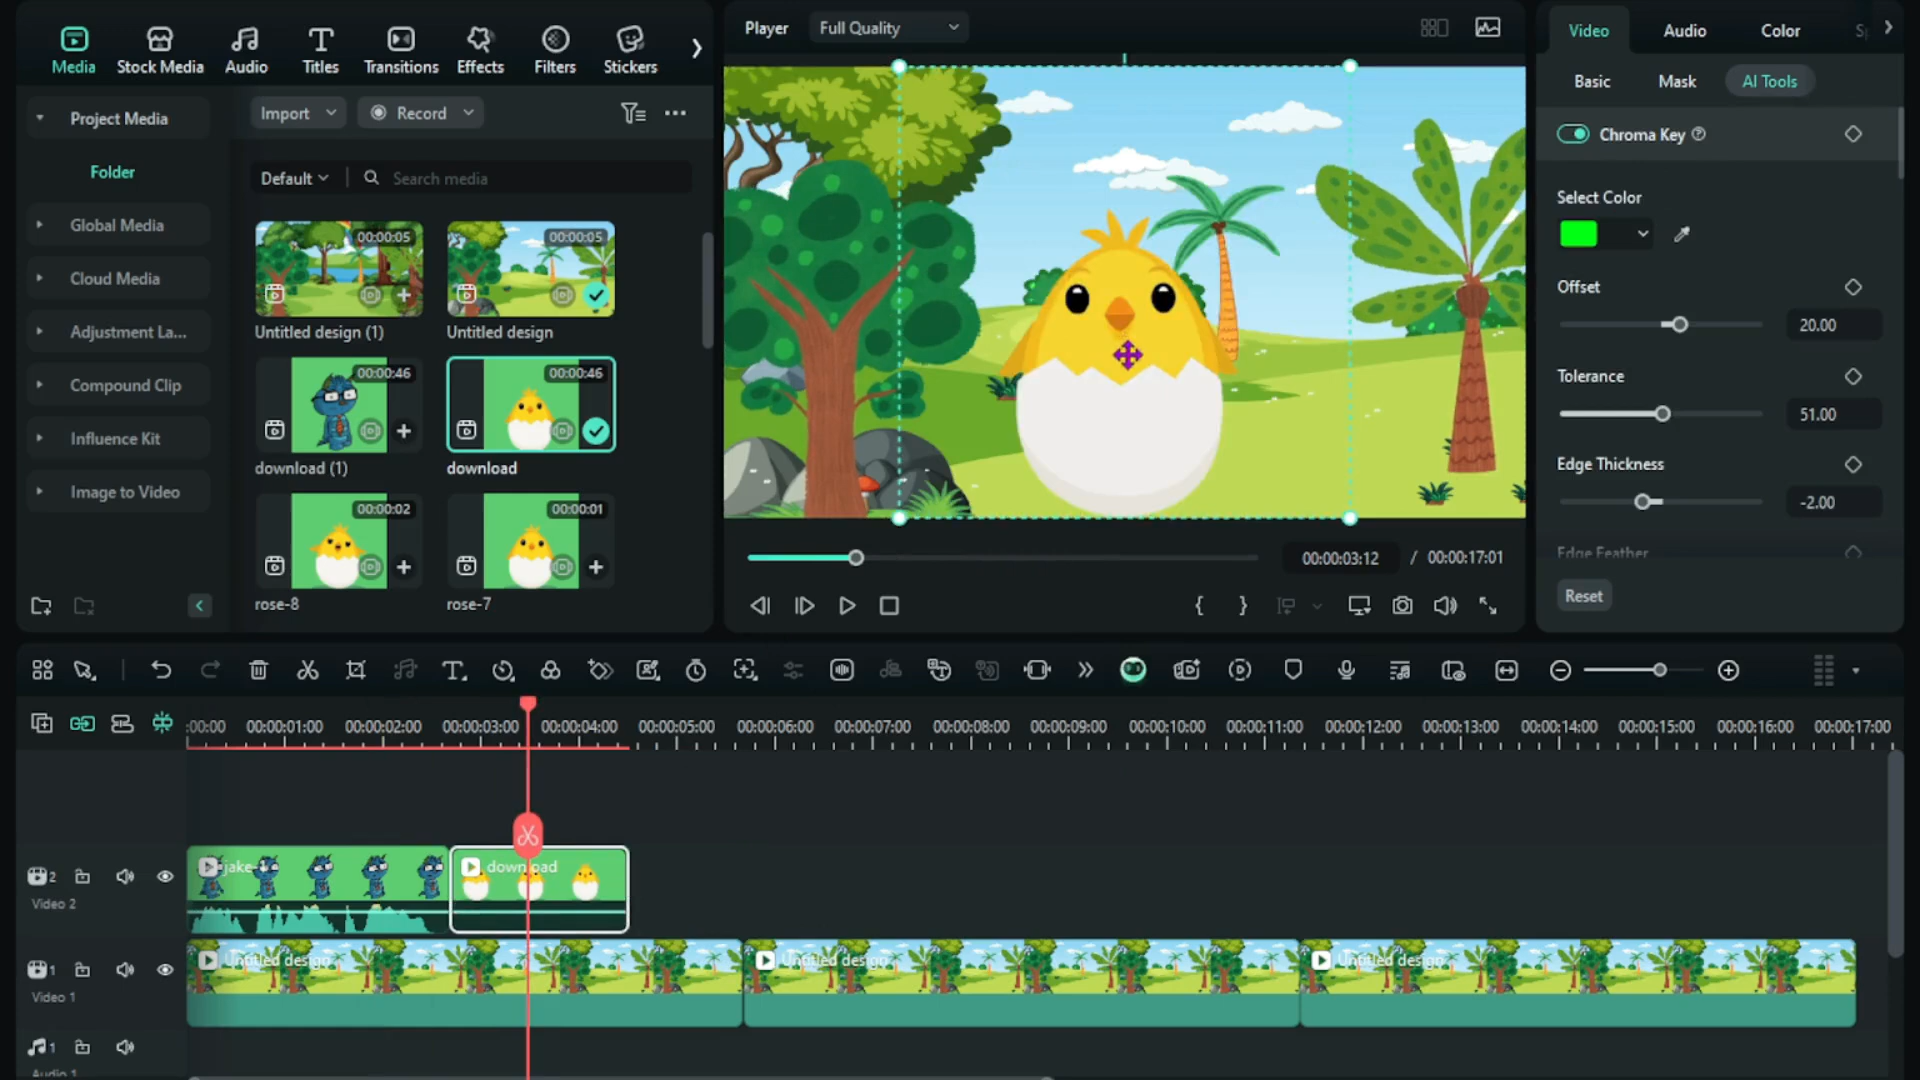 Media Stock Media Audio Titles Transitions Effects Filters Stickers
Project Media
Folder
Global Media
Cloud Media
Adjustment La...
Compound Clip
Influence Kit
Image to Video
Import Record
Default Search media
00:00:05 00:00:05
Untitled design (1) Untitled design
00:00:46 00:00:46
download (1) download
00:00:02 00:00:01
rose-8 rose-7
Player Full Quality
00:00:03:12 / 00:00:17:01
Video Audio Color
Basic Mask AI Tools
Chroma Key
Select Color
Offset
20.00
Tolerance
51.00
Edge Thickness
-2.00
Edge Feather
Reset
:00:00 00:00:01:00 00:00:02:00 00:00:03:00 00:00:04:00 00:00:05:00 00:00:06:00 00:00:07:00 00:00:08:00 00:00:09:00 00:00:10:00 00:00:11:00 00:00:12:00 00:00:13:00 00:00:14:00 00:00:15:00 00:00:16:00 00:00:17:00
jake-1 download
2
Video 2
Untitled design Untitled design Untitled design
1
Video 1
1
Audio 1